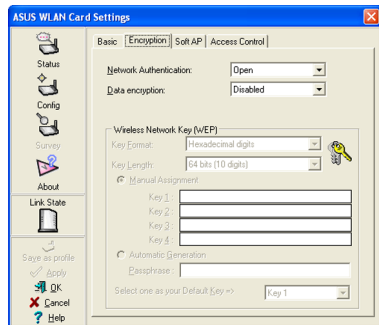 ASUS WLAN Card Settings
Status
Config
Survey
About
Link State
Save as profile
Apply
OK
Cancel
Help
Basic Encryption Soft AP Access Control
Network Authentication: Open
Data encryption: Disabled
Wireless Network Key (WEP)
Key Format: Hexadecimal digits
Key Length: 64 bits (10 digits)
Manual Assignment
Key 1 :
Key 2 :
Key 3 :
Key 4 :
Automatic Generation
Passphrase :
Select one as your Default Key => Key 1